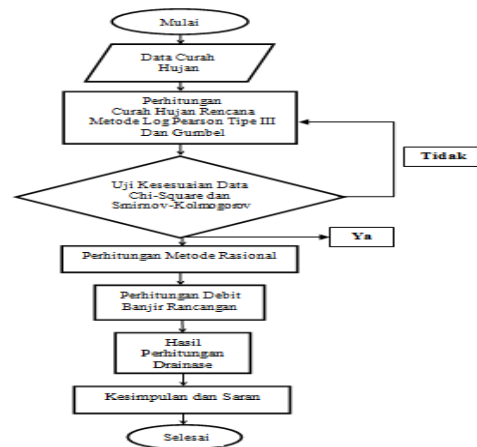 Mulai
Data Curah
Hujan
Perhitungan
Curah Hujan Rencana
Metode Log Pearson Tipe III
Dan Gumbel
Tidak
Uji Kesesuaian Data
Chi-Square dan
Smirnov-Kolmogorov
Ya
Perhitungan Metode Rasional
Perhitungan Debit
Banjir Rancangan
Hasil
Perhitungan
Drainase
Kesimpulan dan Saran
Selesai